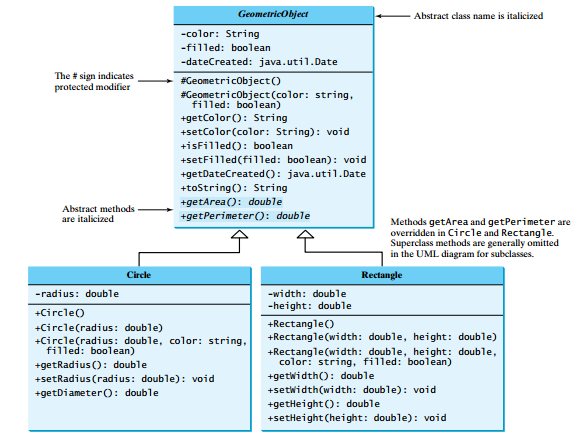 GeometricObject
Abstract class name is italicized
-color: String
-filled: boolean
-dateCreated: java.util.Date
The # sign indicates
protected modifier
#GeometricObject()
#GeometricObject(color: string,
filled: boolean)
+getColor(): String
+setColor(color: String): void
+isFilled(): boolean
+setFilled(filled: boolean): void
+getDateCreated(): java.util.Date
+toString(): String
+getArea(): double
+getPerimeter(): double
Abstract methods
are italicized
Methods getArea and getPerimeter are
overridden in Circle and Rectangle.
Superclass methods are generally omitted
in the UML diagram for subclasses.
Circle
-radius: double
+Circle()
+Circle(radius: double)
+Circle(radius: double, color: string,
filled: boolean)
+getRadius(): double
+setRadius(radius: double): void
+getDiameter(): double
Rectangle
-width: double
-height: double
+Rectangle()
+Rectangle(width: double, height: double)
+Rectangle(width: double, height: double,
color: string, filled: boolean)
+getWidth(): double
+setWidth(width: double): void
+getHeight(): double
+setHeight(height: double): void